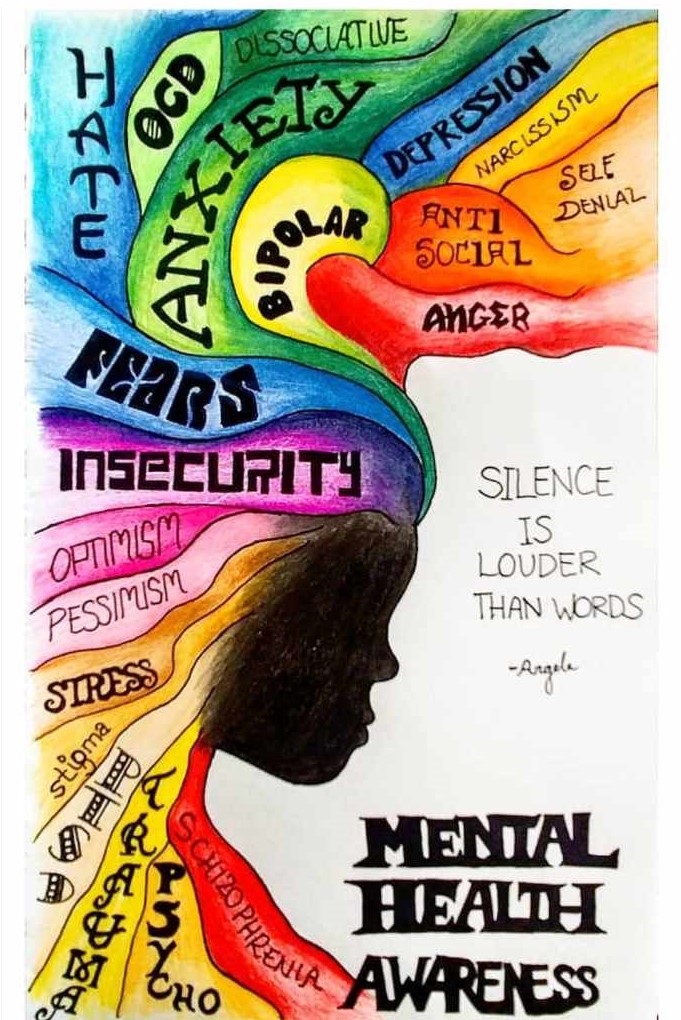 HATE
OCD
DISSOCIATIVE
ANXIETY
DEPRESSION
NARCISSISM
SELF
DENIAL
BIPOLAR
ANTI
SOCIAL
ANGER
FEARS
INSECURITY
OPTIMISM
PESSIMISM
STRESS
stigma
PTSD
TRAUMA
PSYCHO
SCHIZOPHRENIA
SILENCE
IS
LOUDER
THAN WORDS
-Angela
MENTAL
HEALTH
AWARENESS